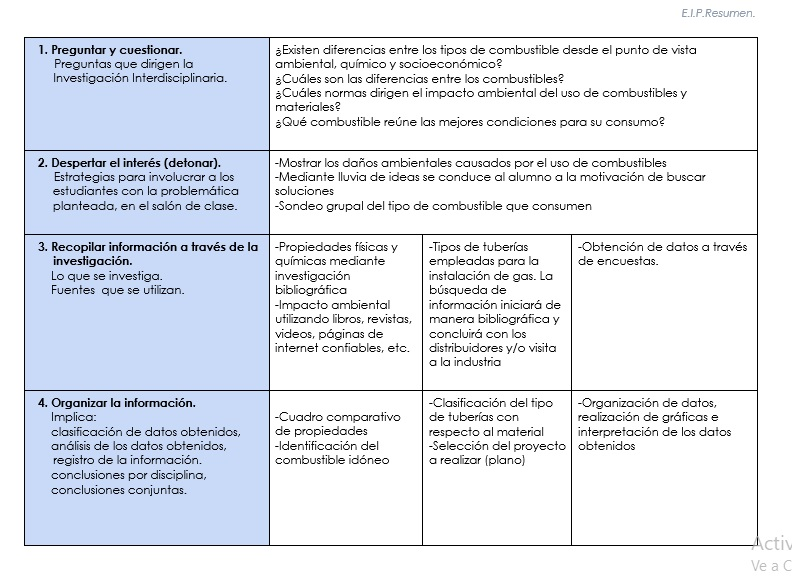 E.I.P.Resumen.
1. Preguntar y cuestionar.
Preguntas que dirigen la
Investigación Interdisciplinaria.
¿Existen diferencias entre los tipos de combustible desde el punto de vista
ambiental, químico y socioeconómico?
¿Cuáles son las diferencias entre los combustibles?
¿Cuáles normas dirigen el impacto ambiental del uso de combustibles y
materiales?
¿Qué combustible reúne las mejores condiciones para su consumo?
2. Despertar el interés (detonar).
Estrategias para involucrar a los
estudiantes con la problemática
planteada, en el salón de clase.
-Mostrar los daños ambientales causados por el uso de combustibles
-Mediante lluvia de ideas se conduce al alumno a la motivación de buscar
soluciones
-Sondeo grupal del tipo de combustible que consumen
3. Recopilar información a través de la
investigación.
Lo que se investiga.
Fuentes que se utilizan.
-Propiedades físicas y
químicas mediante
investigación
bibliográfica
-Impacto ambiental
utilizando libros, revistas,
videos, páginas de
internet confiables, etc.
-Tipos de tuberías
empleadas para la
instalación de gas. La
búsqueda de
información iniciará de
manera bibliográfica y
concluirá con los
distribuidores y/o visita
a la industria
-Obtención de datos a través
de encuestas.
4. Organizar la información.
Implica:
clasificación de datos obtenidos,
análisis de los datos obtenidos,
registro de la información.
conclusiones por disciplina,
conclusiones conjuntas.
-Cuadro comparativo
de propiedades
-Identificación del
combustible idóneo
-Clasificación del tipo
de tuberías con
respecto al material
-Selección del proyecto
a realizar (plano)
-Organización de datos,
realización de gráficas e
interpretación de los datos
obtenidos
Activ
Ve a C